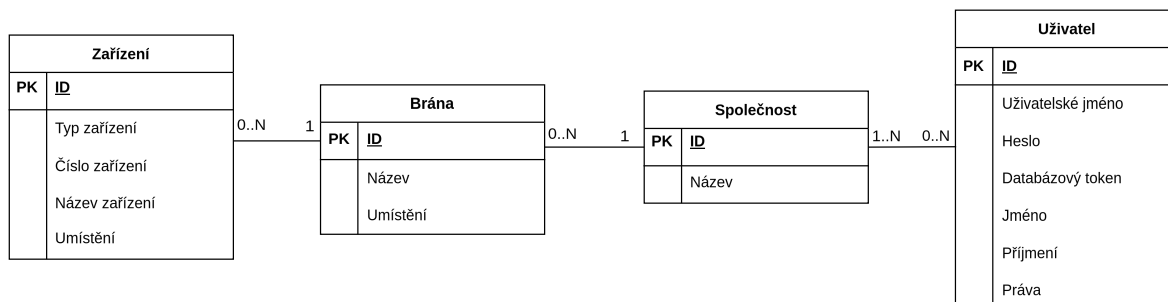 Zařízení
PK ID
Typ zařízení
Číslo zařízení
Název zařízení
Umístění
0..N 1
Brána
PK ID
Název
Umístění
0..N 1
Společnost
PK ID
Název
1..N 0..N
Uživatel
PK ID
Uživatelské jméno
Heslo
Databázový token
Jméno
Příjmení
Práva